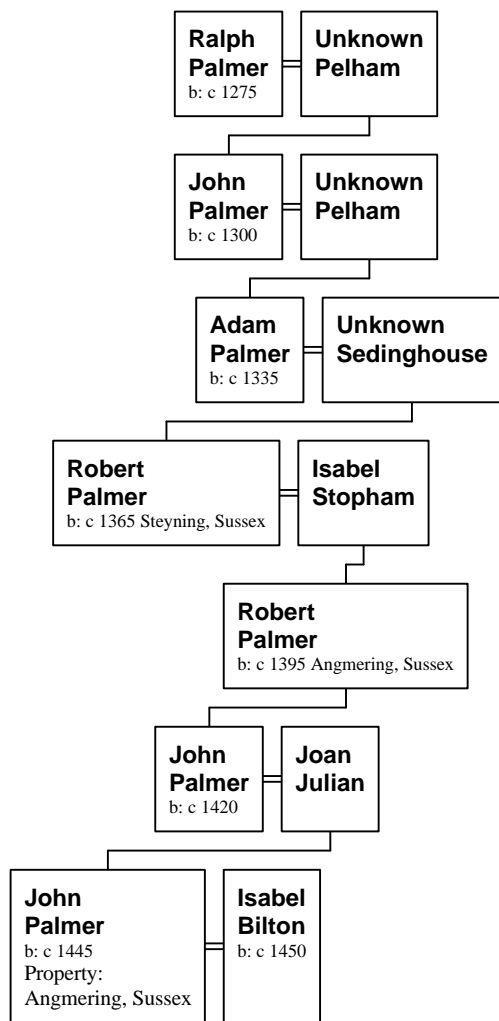 Ralph
Palmer
b: c 1275
Unknown
Pelham
John
Palmer
b: c 1300
Unknown
Pelham
Adam
Palmer
b: c 1335
Unknown
Sedinghouse
Robert
Palmer
b: c 1365 Steyning, Sussex
Isabel
Stopham
Robert
Palmer
b: c 1395 Angmering, Sussex
John
Palmer
b: c 1420
Joan
Julian
John
Palmer
b: c 1445
Property:
Angmering, Sussex
Isabel
Bilton
b: c 1450